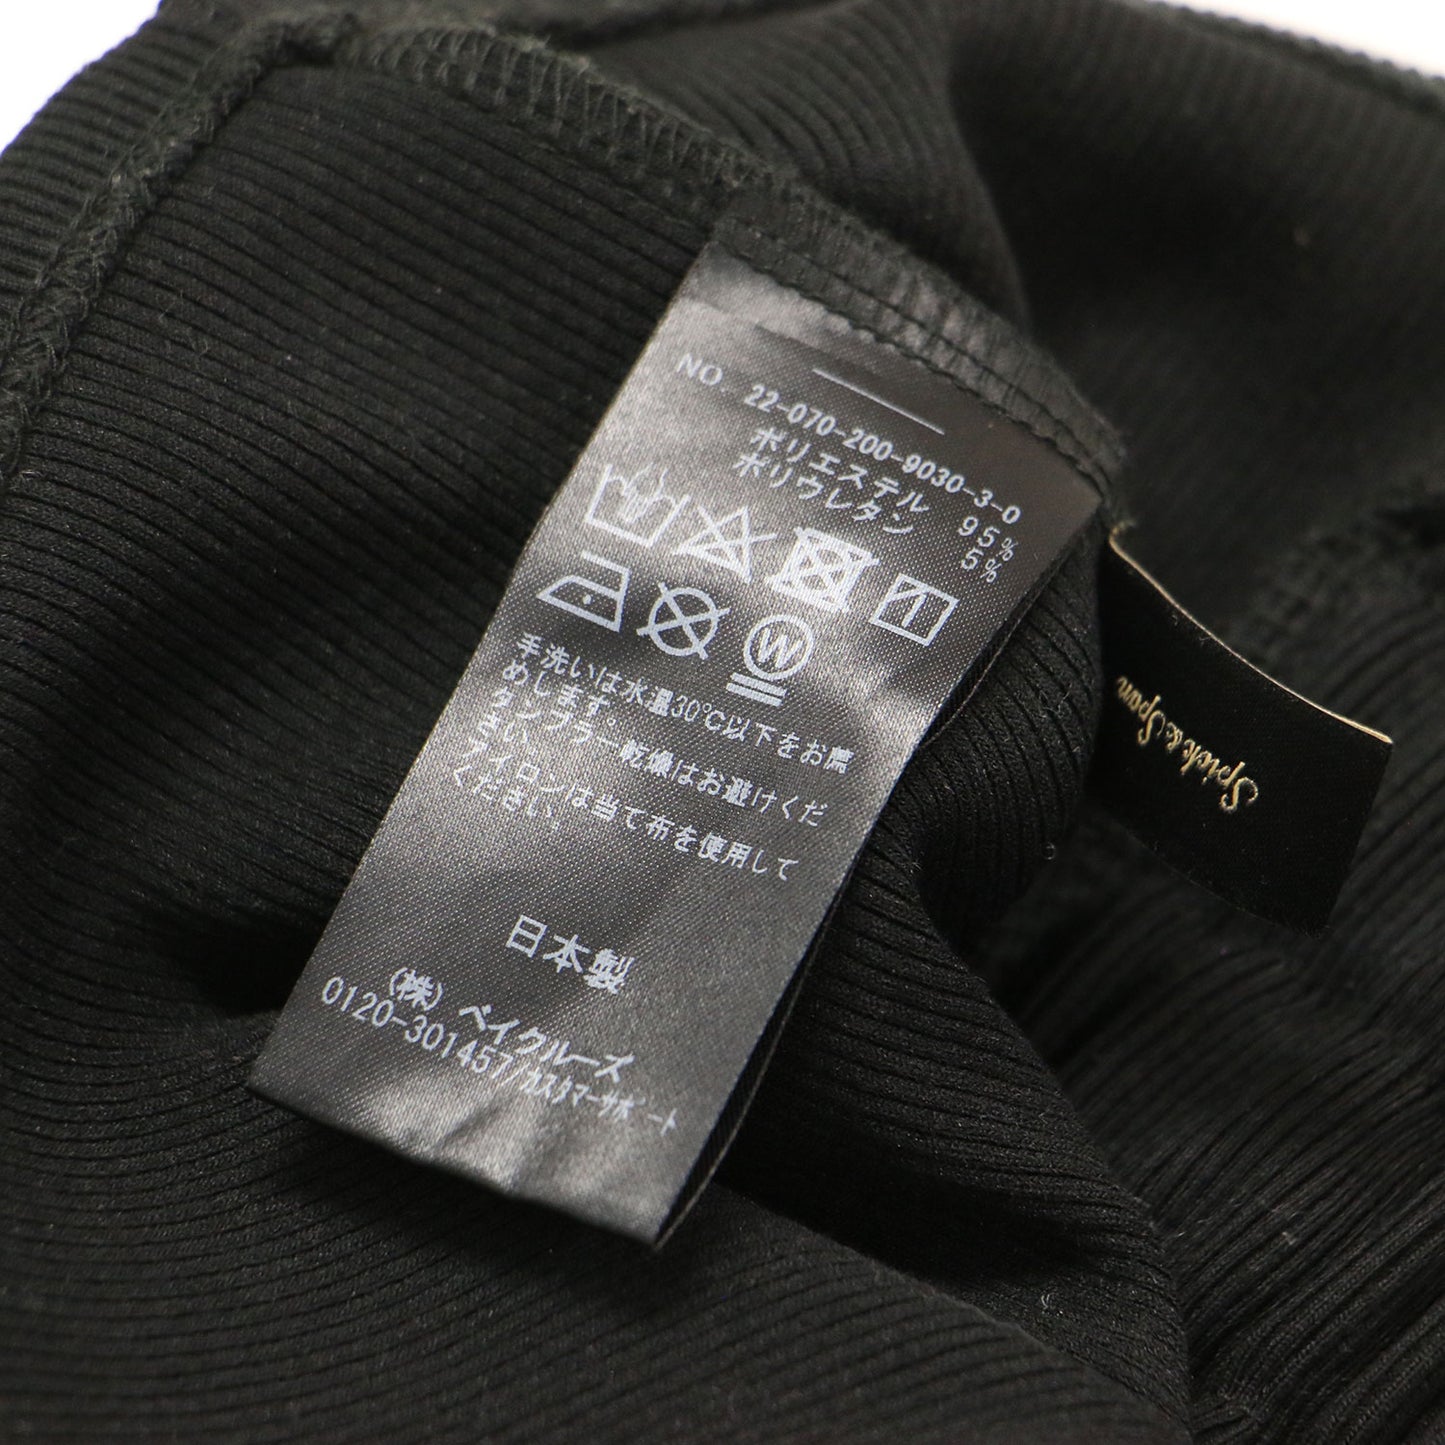 NO 22-070-200-9030-3-0
ポリエステル 95%
ポリウレタン 5%
W
手洗いは水温30℃以下をお薦
めします。
タンブラー乾燥はお避けくだ
さい。
アイロンは当て布を使用して
ください。
日本製
(株) ベイクルーズ
0120-301457/カスタマーサポート
Spick & Span